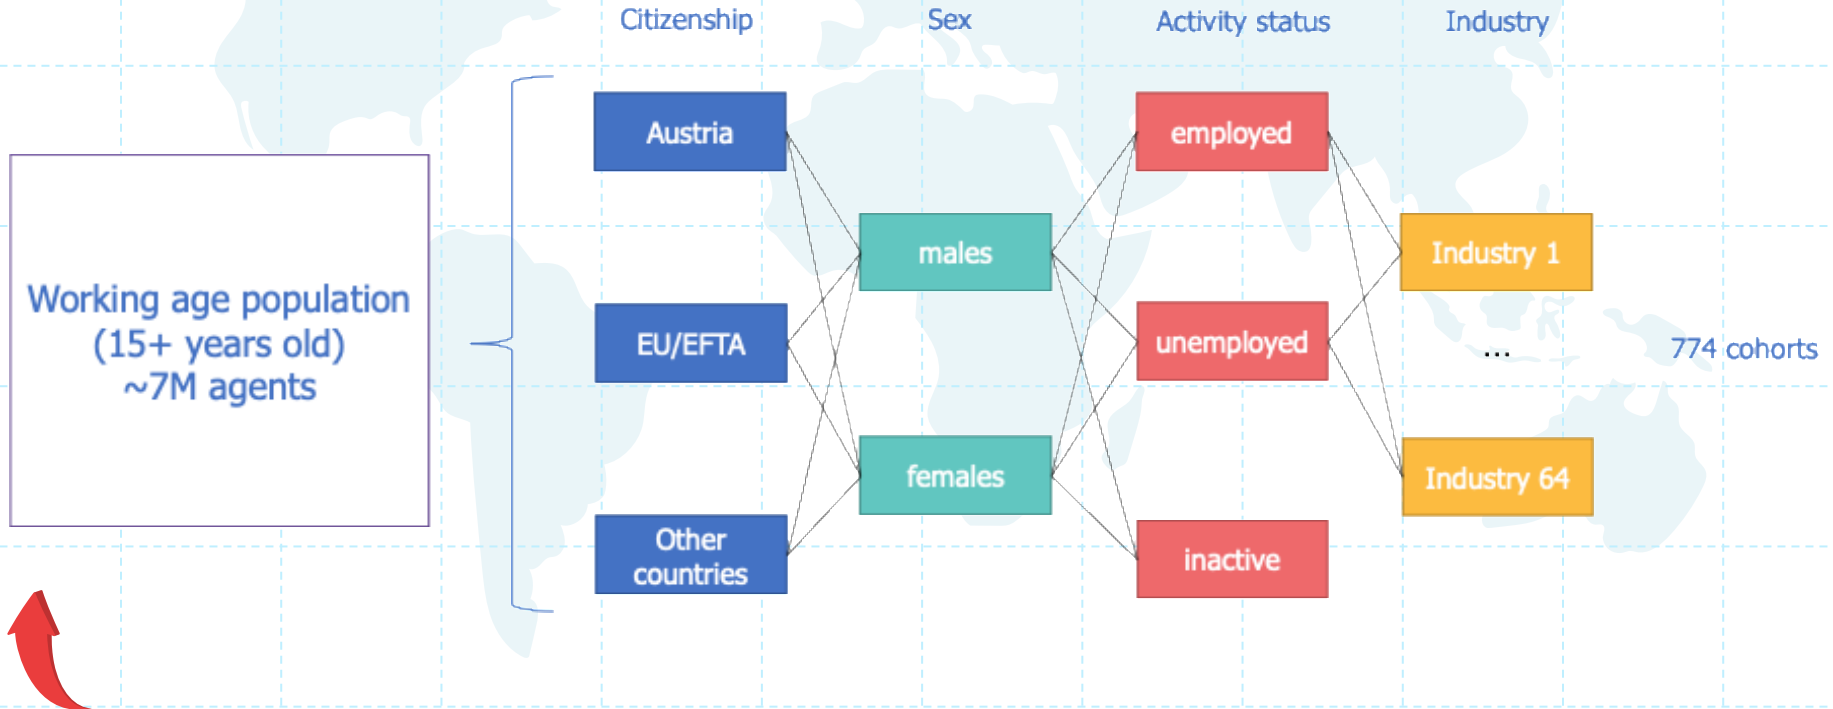 Citizenship
Sex
Activity status
Industry
Working age population
(15+ years old)
~7M agents
Austria
EU/EFTA
Other
countries
males
females
employed
unemployed
inactive
Industry 1
...
Industry 64
774 cohorts